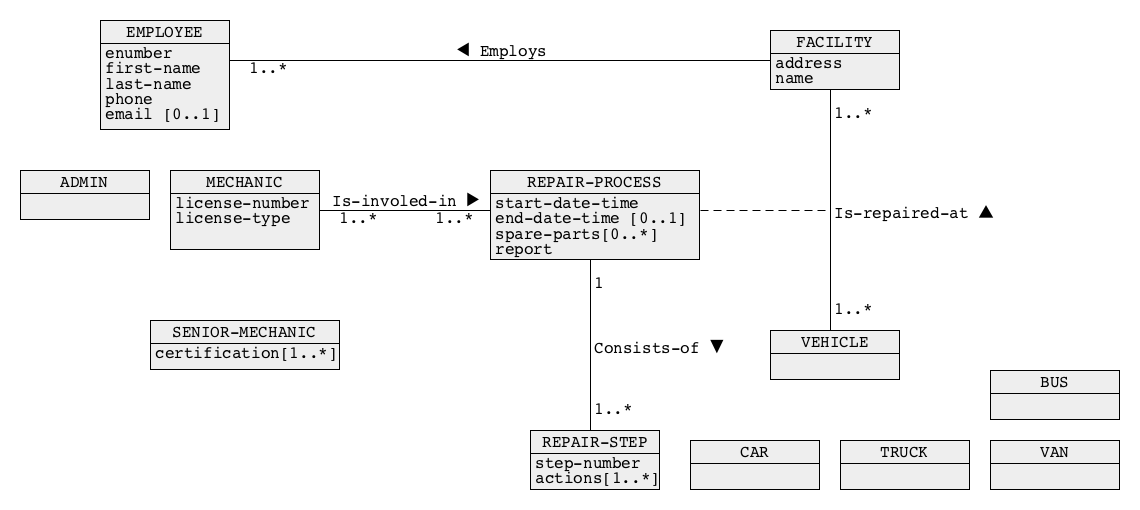 EMPLOYEE
enumber
first-name
last-name
phone
email [0..1]
◀ Employs
1..*
FACILITY
address
name
1..*
ADMIN
MECHANIC
license-number
license-type
Is-involed-in ▶
1..* 1..*
REPAIR-PROCESS
start-date-time
end-date-time [0..1]
spare-parts[0..*]
report
Is-repaired-at ▲
1
1..*
SENIOR-MECHANIC
certification[1..*]
Consists-of ▼
VEHICLE
1..*
BUS
REPAIR-STEP
step-number
actions[1..*]
CAR
TRUCK
VAN